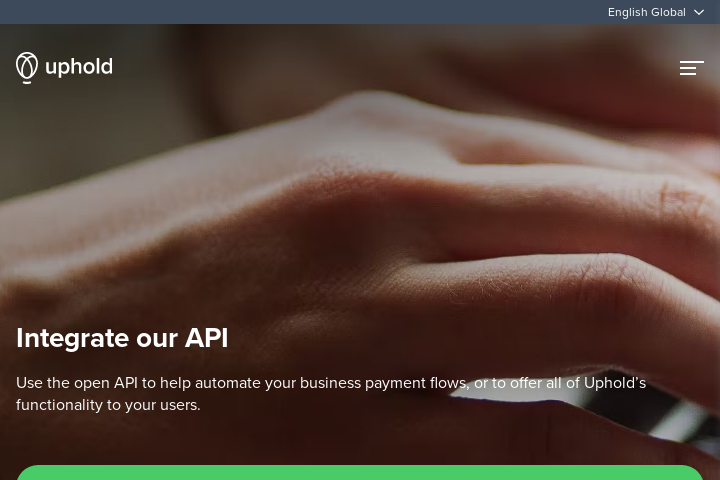 English Global
uphold
Integrate our API
Use the open API to help automate your business payment flows, or to offer all of Uphold’s
functionality to your users.